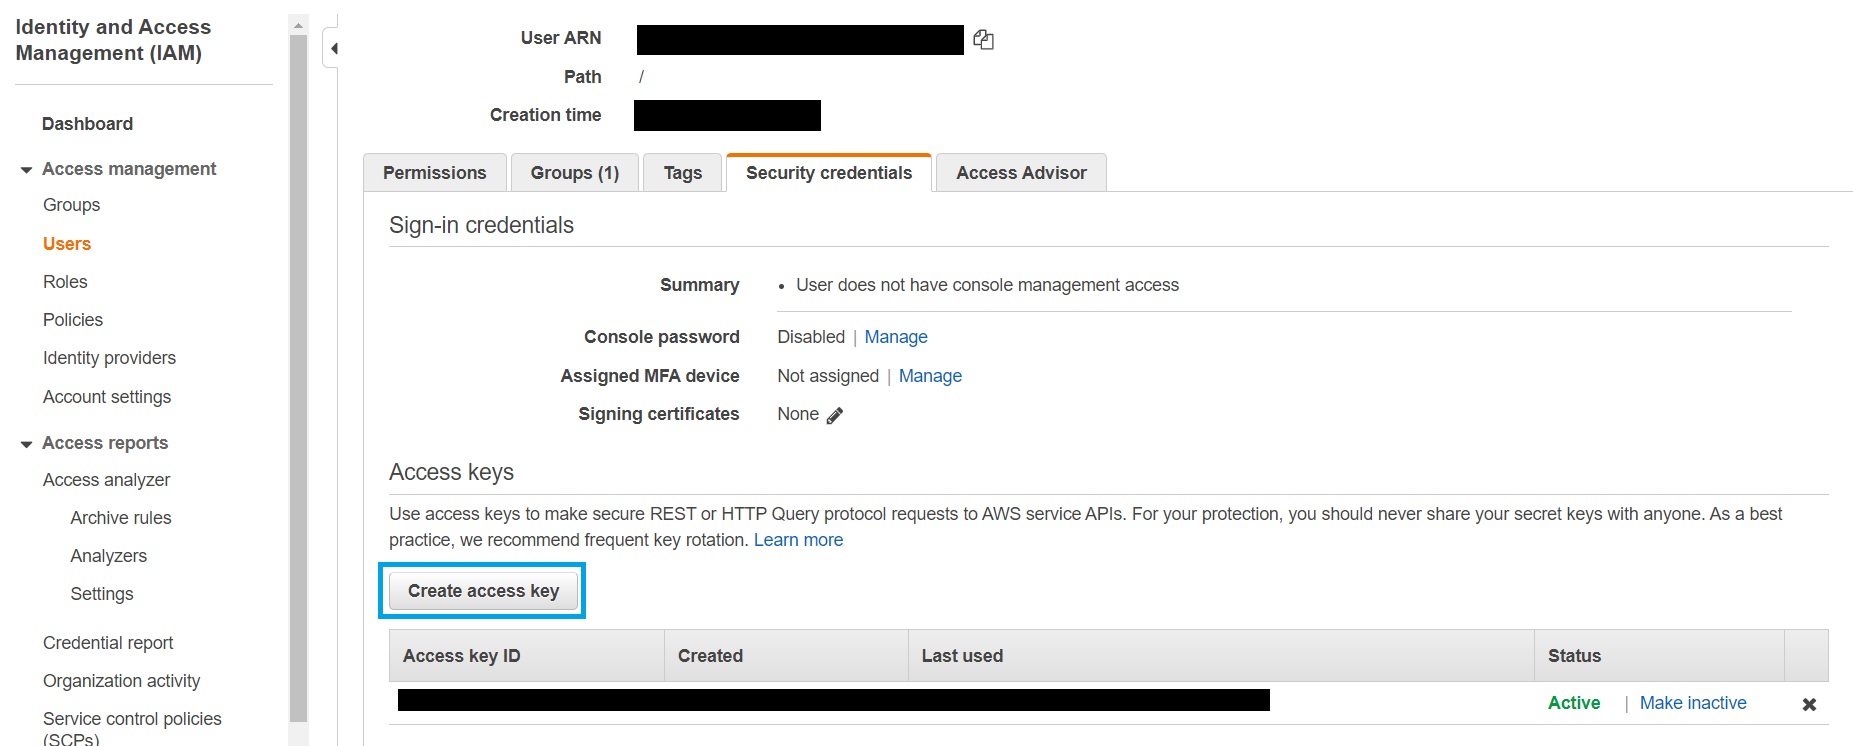 Identity and Access
Management (IAM)
Dashboard
Access management
Groups
Users
Roles
Policies
Identity providers
Account settings
Access reports
Access analyzer
Archive rules
Analyzers
Settings
Credential report
Organization activity
Service control policies
(SCPs)
User ARN
Path /
Creation time
Permissions Groups (1) Tags Security credentials Access Advisor
Sign-in credentials
Summary • User does not have console management access
Console password Disabled | Manage
Assigned MFA device Not assigned | Manage
Signing certificates None
Access keys
Use access keys to make secure REST or HTTP Query protocol requests to AWS service APIs. For your protection, you should never share your secret keys with anyone. As a best
practice, we recommend frequent key rotation. Learn more
Create access key
Access key ID Created Last used Status
Active | Make inactive